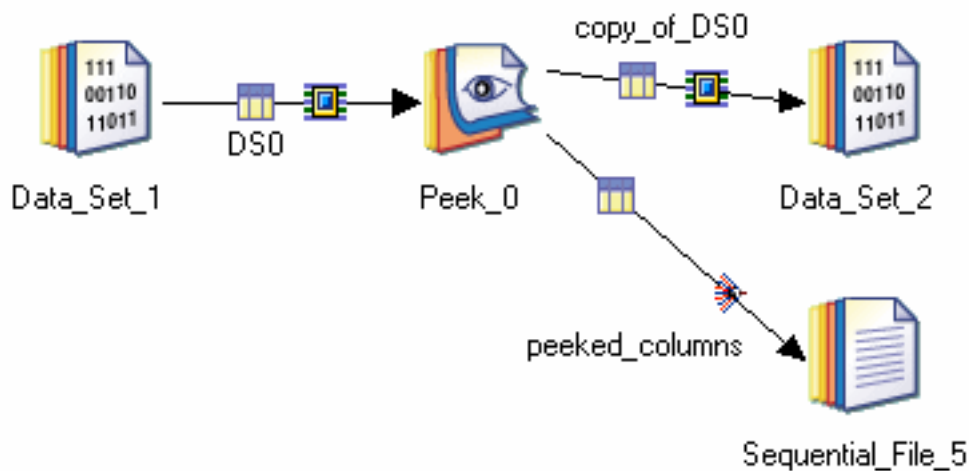 copy_of_DS0
111
00110
11011
DS0
111
00110
11011
Data_Set_1
Peek_0
Data_Set_2
peeked_columns
Sequential_File_5